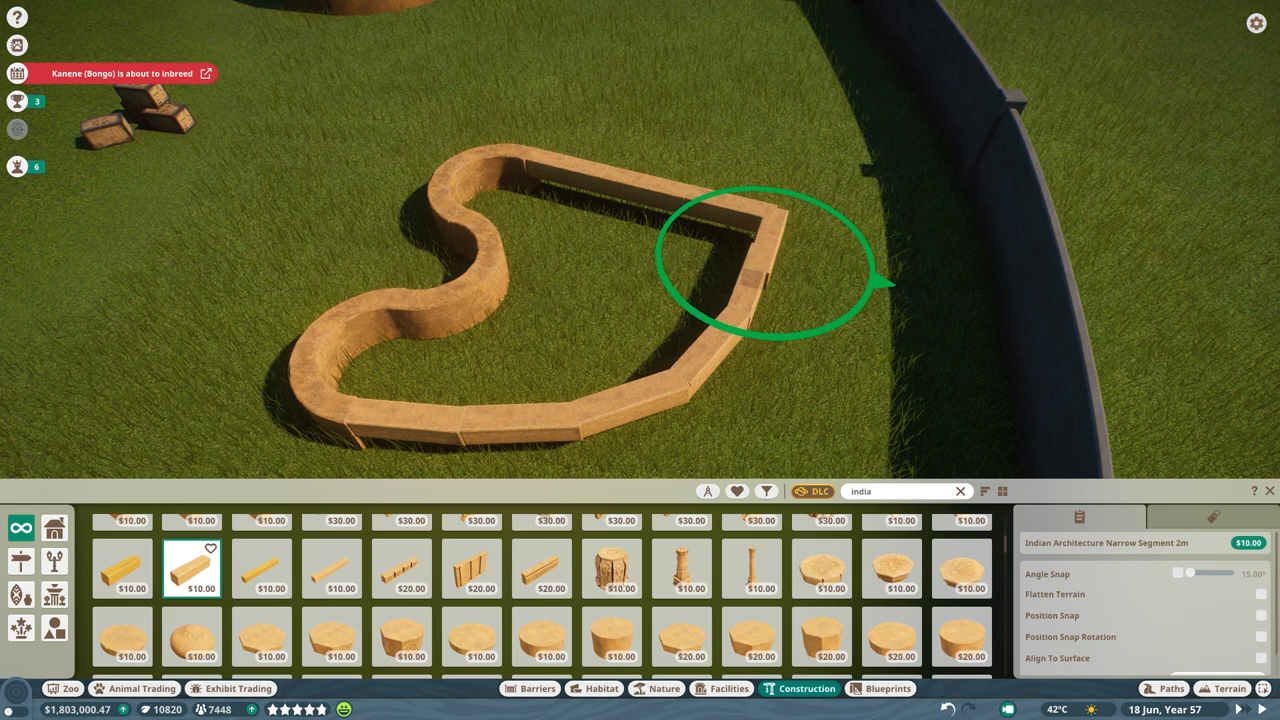 ?
Kanene (Bongo) is about to inbreed
3
6
DLC
india
?
$10.00 $10.00 $10.00 $30.00 $30.00 $30.00 $30.00 $30.00 $30.00 $30.00 $30.00 $10.00 $10.00
$10.00 $10.00 $10.00 $10.00 $20.00 $20.00 $20.00 $10.00 $10.00 $10.00 $10.00 $10.00 $10.00
$10.00 $10.00 $10.00 $10.00 $10.00 $10.00 $10.00 $10.00 $20.00 $20.00 $20.00 $20.00 $20.00
Indian Architecture Narrow Segment 2m $10.00
Angle Snap 15.00°
Flatten Terrain
Position Snap
Position Snap Rotation
Align To Surface
Zoo Animal Trading Exhibit Trading Barriers Habitat Nature Facilities Construction Blueprints Paths Terrain
$1,803,000.47 10820 7448 42°C 18 Jun, Year 57